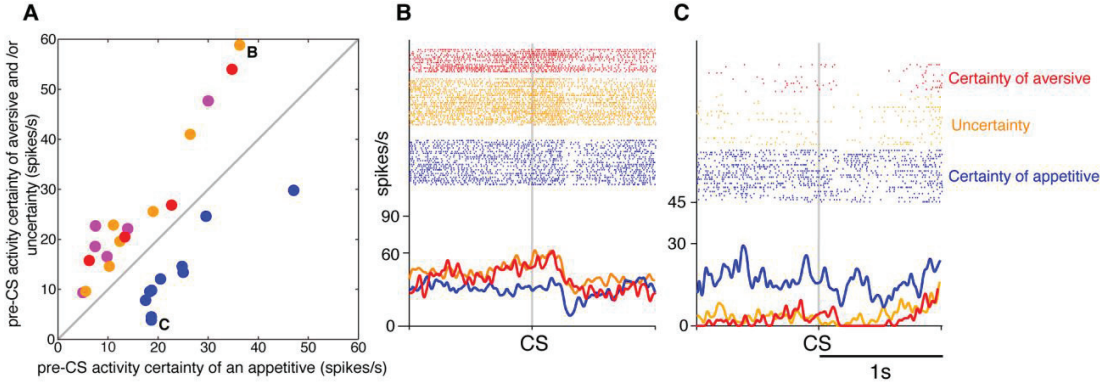 A
pre-CS activity certainty of aversive and /or
uncertainty (spikes/s)
60
50
40
30
20
10
0
0 10 20 30 40 50 60
pre-CS activity certainty of an appetitive (spikes/s)
B
C
B
spikes/s
90
60
0
CS
C
45
30
0
CS
1s
Certainty of aversive
Uncertainty
Certainty of appetitive